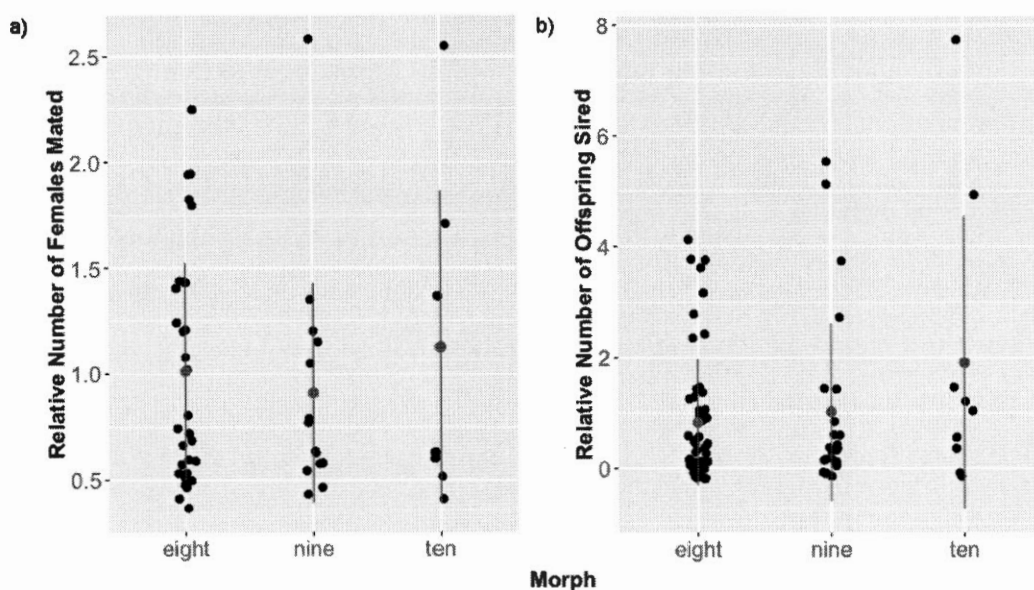 a)
Relative Number of Females Mated
2.5
2.0
1.5
1.0
0.5
eight
nine
ten
b)
Relative Number of Offspring Sired
8
6
4
2
0
eight
nine
ten
Morph